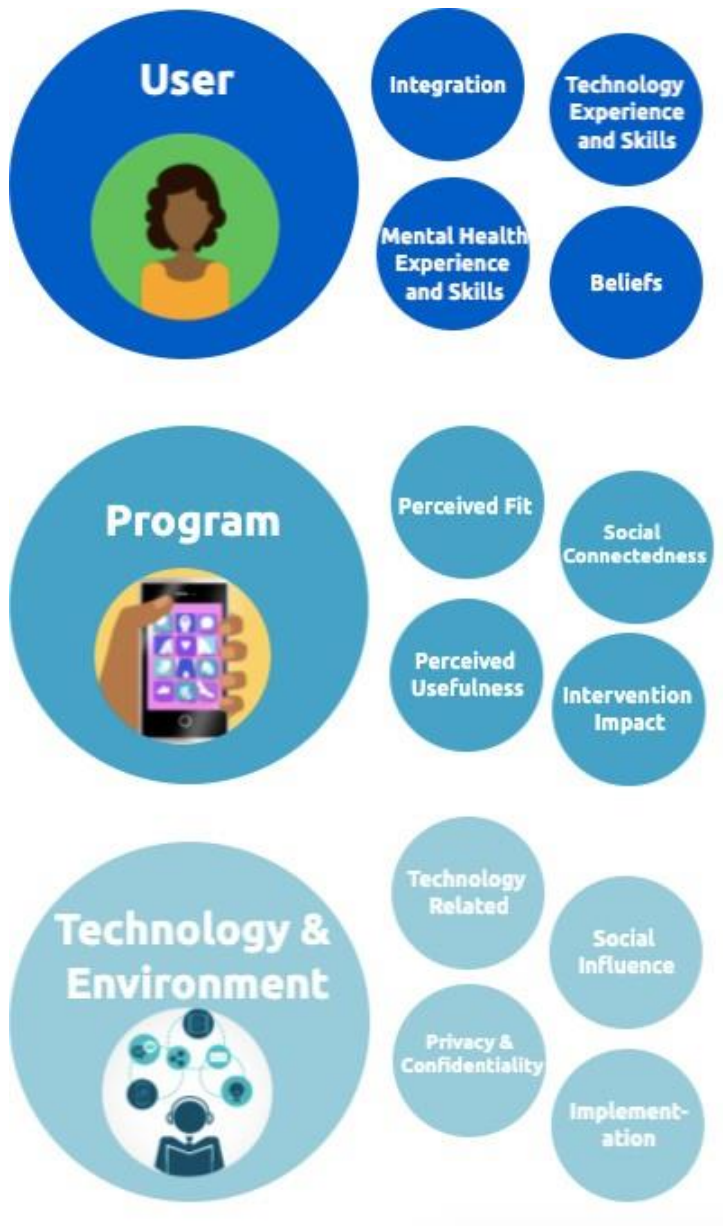 User
Integration
Technology
Experience
and Skills
Mental Health
Experience
and Skills
Beliefs
Program
Perceived Fit
Social
Connectedness
Perceived
Usefulness
Intervention
Impact
Technology &
Environment
Technology
Related
Social
Influence
Privacy &
Confidentiality
Implement-
ation